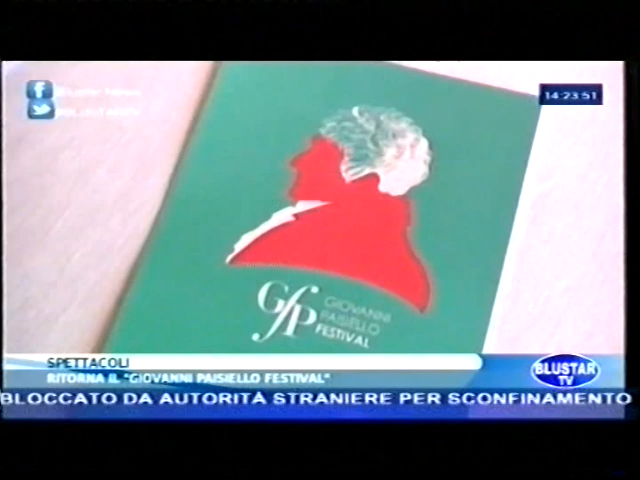 14:23:51
GfP
GIOVANNI
PAISIELLO
FESTIVAL
SPETTACOLI
RITORNA IL "GIOVANNI PAISIELLO FESTIVAL"
BLUSTAR
TV
BLOCCATO DA AUTORITÀ STRANIERE PER SCONFINAMENTO